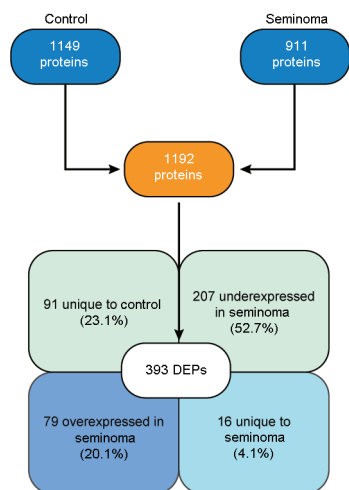 Control
Seminoma
1149
proteins
911
proteins
1192
proteins
91 unique to control
(23.1%)
207 underexpressed
in seminoma
(52.7%)
393 DEPs
79 overexpressed in
seminoma
(20.1%)
16 unique to
seminoma
(4.1%)